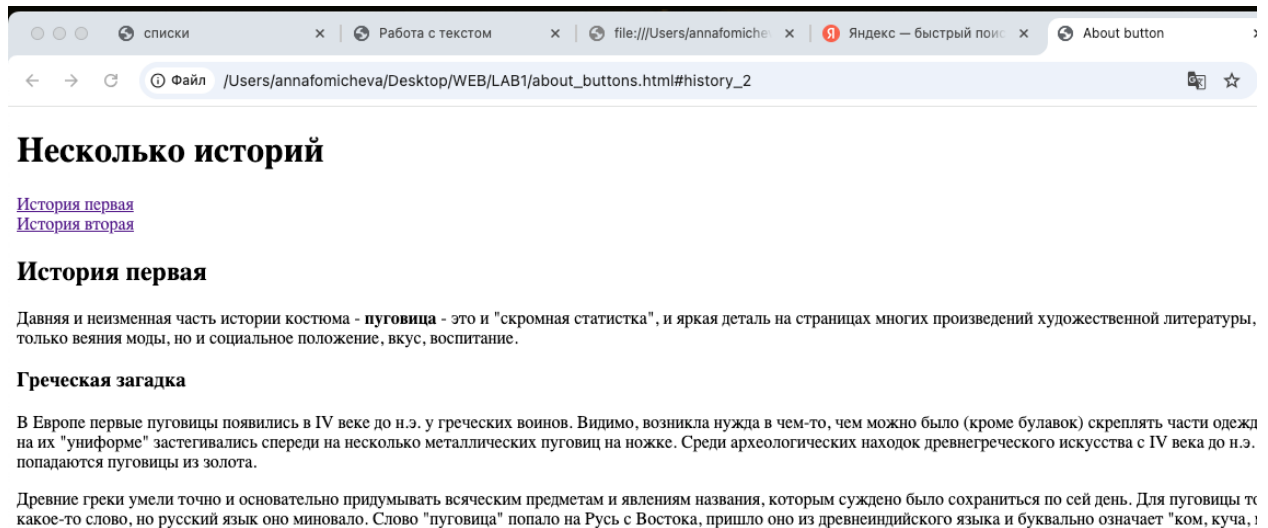 списки
Работа с текстом
file:///Users/annafomiche
Яндекс — быстрый поис
About button
Файл /Users/annafomicheva/Desktop/WEB/LAB1/about_buttons.html#history_2
Несколько историй
История первая
История вторая
История первая
Давняя и неизменная часть истории костюма - пуговица - это и "скромная статистка", и яркая деталь на страницах многих произведений художественной литературы,
только веяния моды, но и социальное положение, вкус, воспитание.
Греческая загадка
В Европе первые пуговицы появились в IV веке до н.э. у греческих воинов. Видимо, возникла нужда в чем-то, чем можно было (кроме булавок) скреплять части одежд
на их "униформе" застегивались спереди на несколько металлических пуговиц на ножке. Среди археологических находок древнегреческого искусства с IV века до н.э.
попадаются пуговицы из золота.
Древние греки умели точно и основательно придумывать всяческим предметам и явлениям названия, которым суждено было сохраниться по сей день. Для пуговицы то
какое-то слово, но русский язык оно миновало. Слово "пуговица" попало на Русь с Востока, пришло оно из древнеиндийского языка и буквально означает "ком, куча,